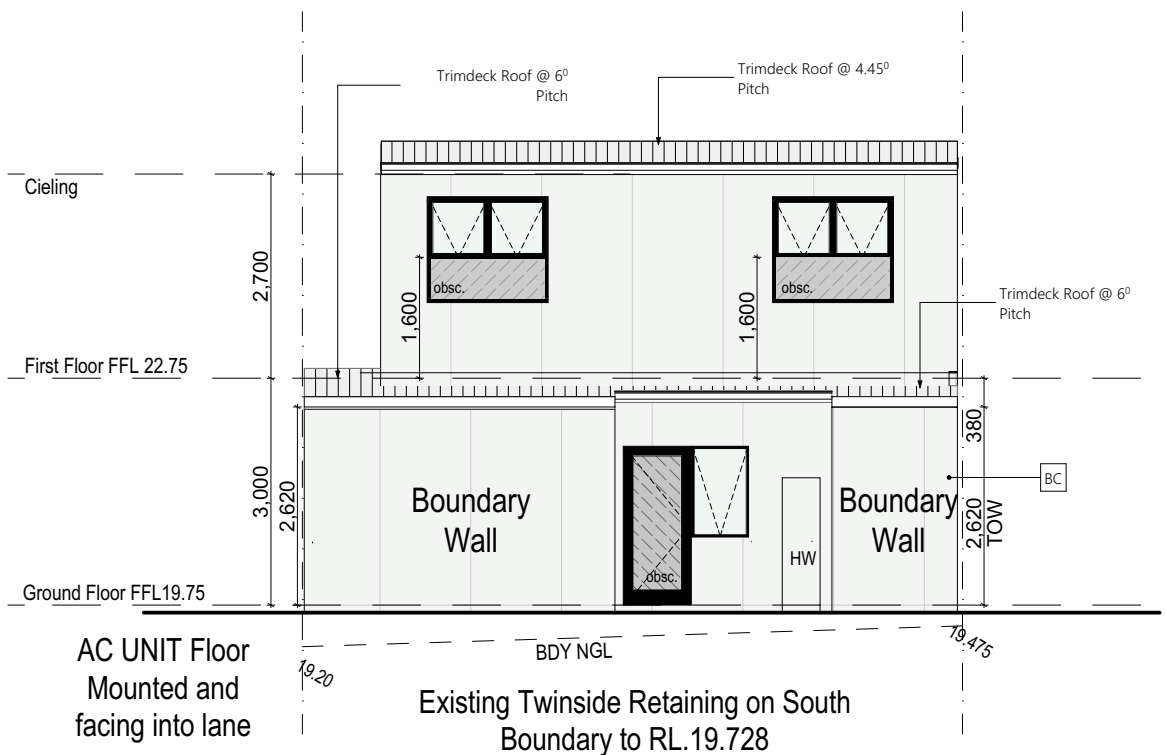 Trimdeck Roof @ 6⁰
Pitch
Trimdeck Roof @ 4.45⁰
Pitch
Cieling
2,700
obsc.
1,600
obsc.
1,600
Trimdeck Roof @ 6⁰
Pitch
First Floor FFL 22.75
3,000
2,620
Boundary
Wall
obsc.
HW
Boundary
Wall
380
2,620
TOW
BC
Ground Floor FFL19.75
AC UNIT Floor
Mounted and
facing into lane
19.20
BDY NGL
19.475
Existing Twinside Retaining on South
Boundary to RL.19.728